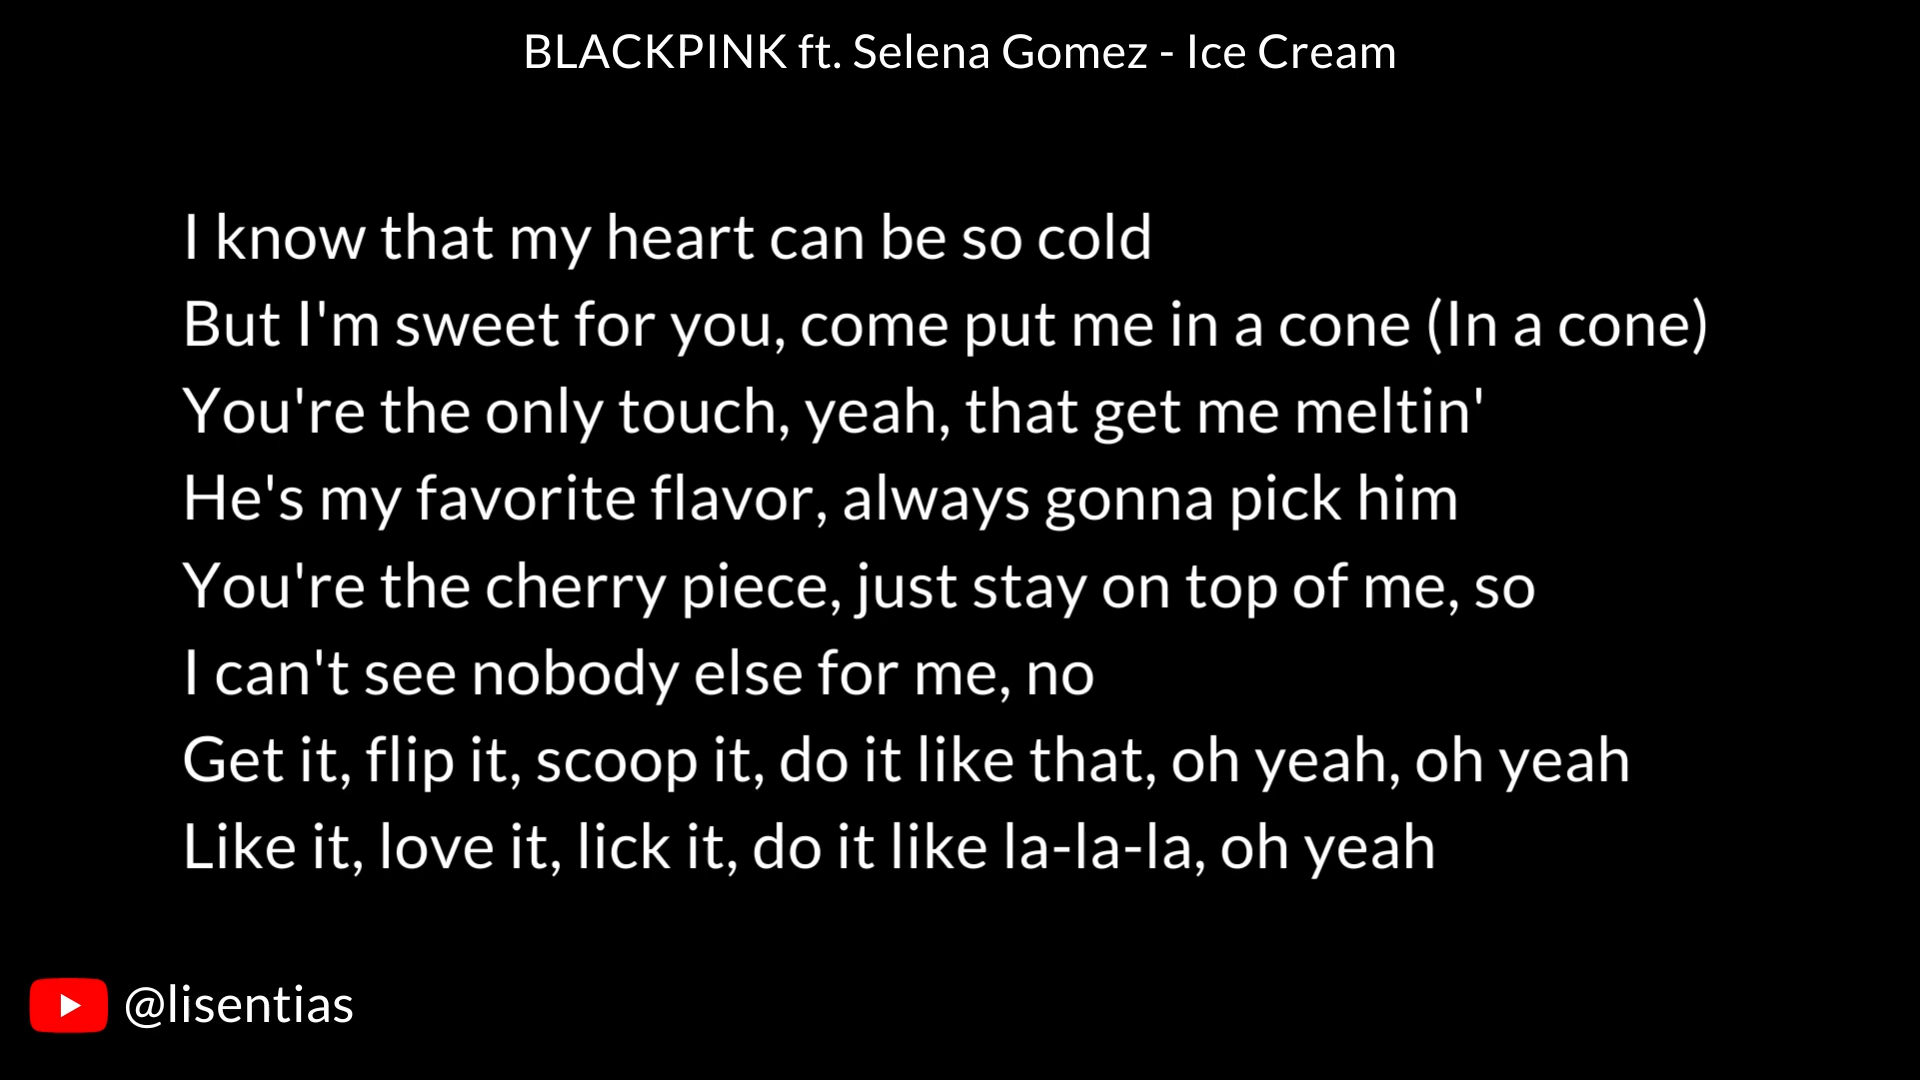 BLACKPINK ft. Selena Gomez - Ice Cream
I know that my heart can be so cold
But I'm sweet for you, come put me in a cone (In a cone)
You're the only touch, yeah, that get me meltin'
He's my favorite flavor, always gonna pick him
You're the cherry piece, just stay on top of me, so
I can't see nobody else for me, no
Get it, flip it, scoop it, do it like that, oh yeah, oh yeah
Like it, love it, lick it, do it like la-la-la, oh yeah
@lisentias